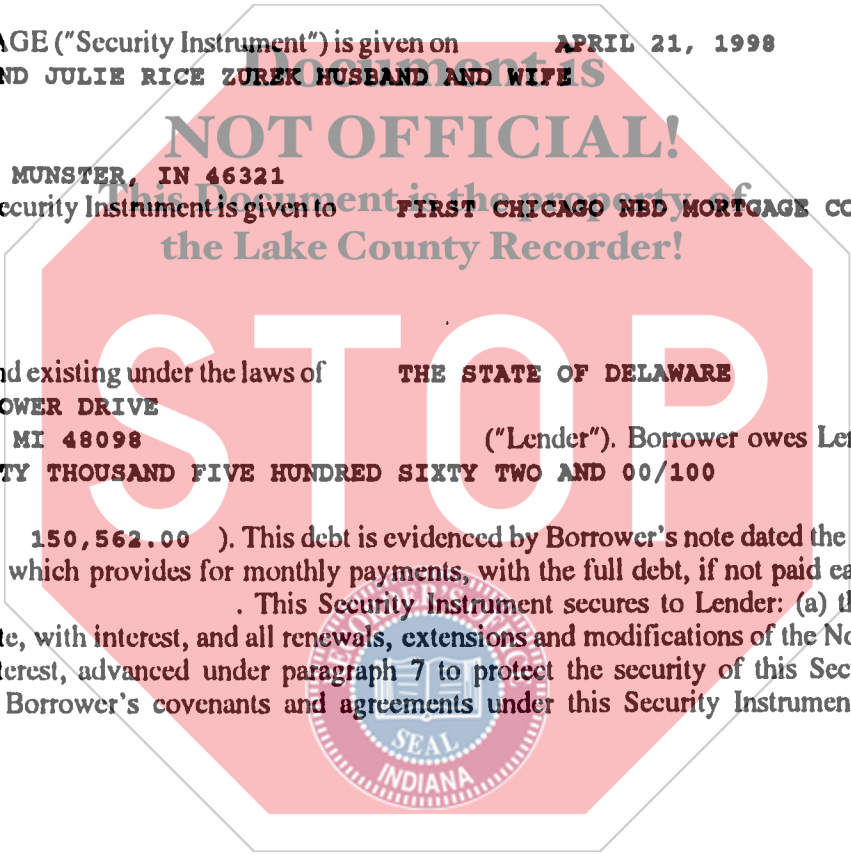 AGE ("Security Instrument") is given on APRIL 21, 1998
Document is
ND JULIE RICE ZUREK HUSBAND AND WIFE
NOT OFFICIAL!
MUNSTER, IN 46321
This Document is the property of
ecurity Instrument is given to FIRST CHICAGO NBD MORTGAGE CO
the Lake County Recorder!
STOP
nd existing under the laws of THE STATE OF DELAWARE
OWER DRIVE
MI 48098 ("Lender"). Borrower owes Len
TY THOUSAND FIVE HUNDRED SIXTY TWO AND 00/100
150,562.00 ). This debt is evidenced by Borrower's note dated the
which provides for monthly payments, with the full debt, if not paid ea
. This Security Instrument secures to Lender: (a) th
te, with interest, and all renewals, extensions and modifications of the No
terest, advanced under paragraph 7 to protect the security of this Sec
Borrower's covenants and agreements under this Security Instrumen
SEAL
INDIANA